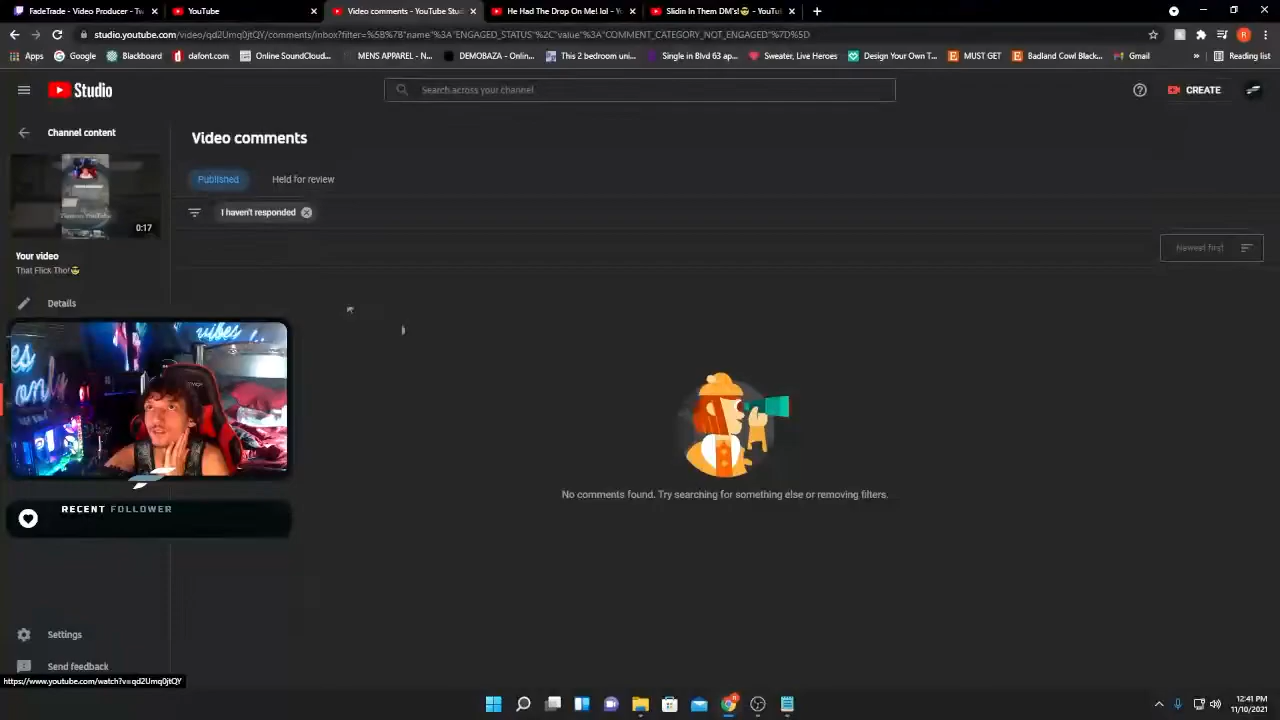 FadeTrade - Video Producer - Tw
YouTube
Video comments - YouTube Stud
He Had The Drop On Me! lol - Yo
Slidin In Them DM's!😎 - YouTu
studio.youtube.com/video/qd2Umq0jtQY/comments/inbox?filter=%5B%7B"name"%3A"ENGAGED_STATUS"%2C"value"%3A"COMMENT_CATEGORY_NOT_ENGAGED"%7D%5D
R
Apps
Google
Blackboard
dafont.com
Online SoundCloud...
MENS APPAREL - N...
DEMOBAZA - Onlin...
This 2 bedroom uni...
Single in Blvd 63 ap...
Sweater, Live Heroes
Design Your Own T...
MUST GET
Badland Cowl Black...
Gmail
»
Reading list
Studio
Search across your channel
CREATE
Channel content
0:17
Your video
That Flick Tho!😎
Details
Video comments
Published
Held for review
I haven't responded
Newest first
vibes
es
only
RECENT FOLLOWER
No comments found. Try searching for something else or removing filters.
Settings
Send feedback
https://www.youtube.com/watch?v=qd2Umq0jtQY
12:41 PM
11/10/2021